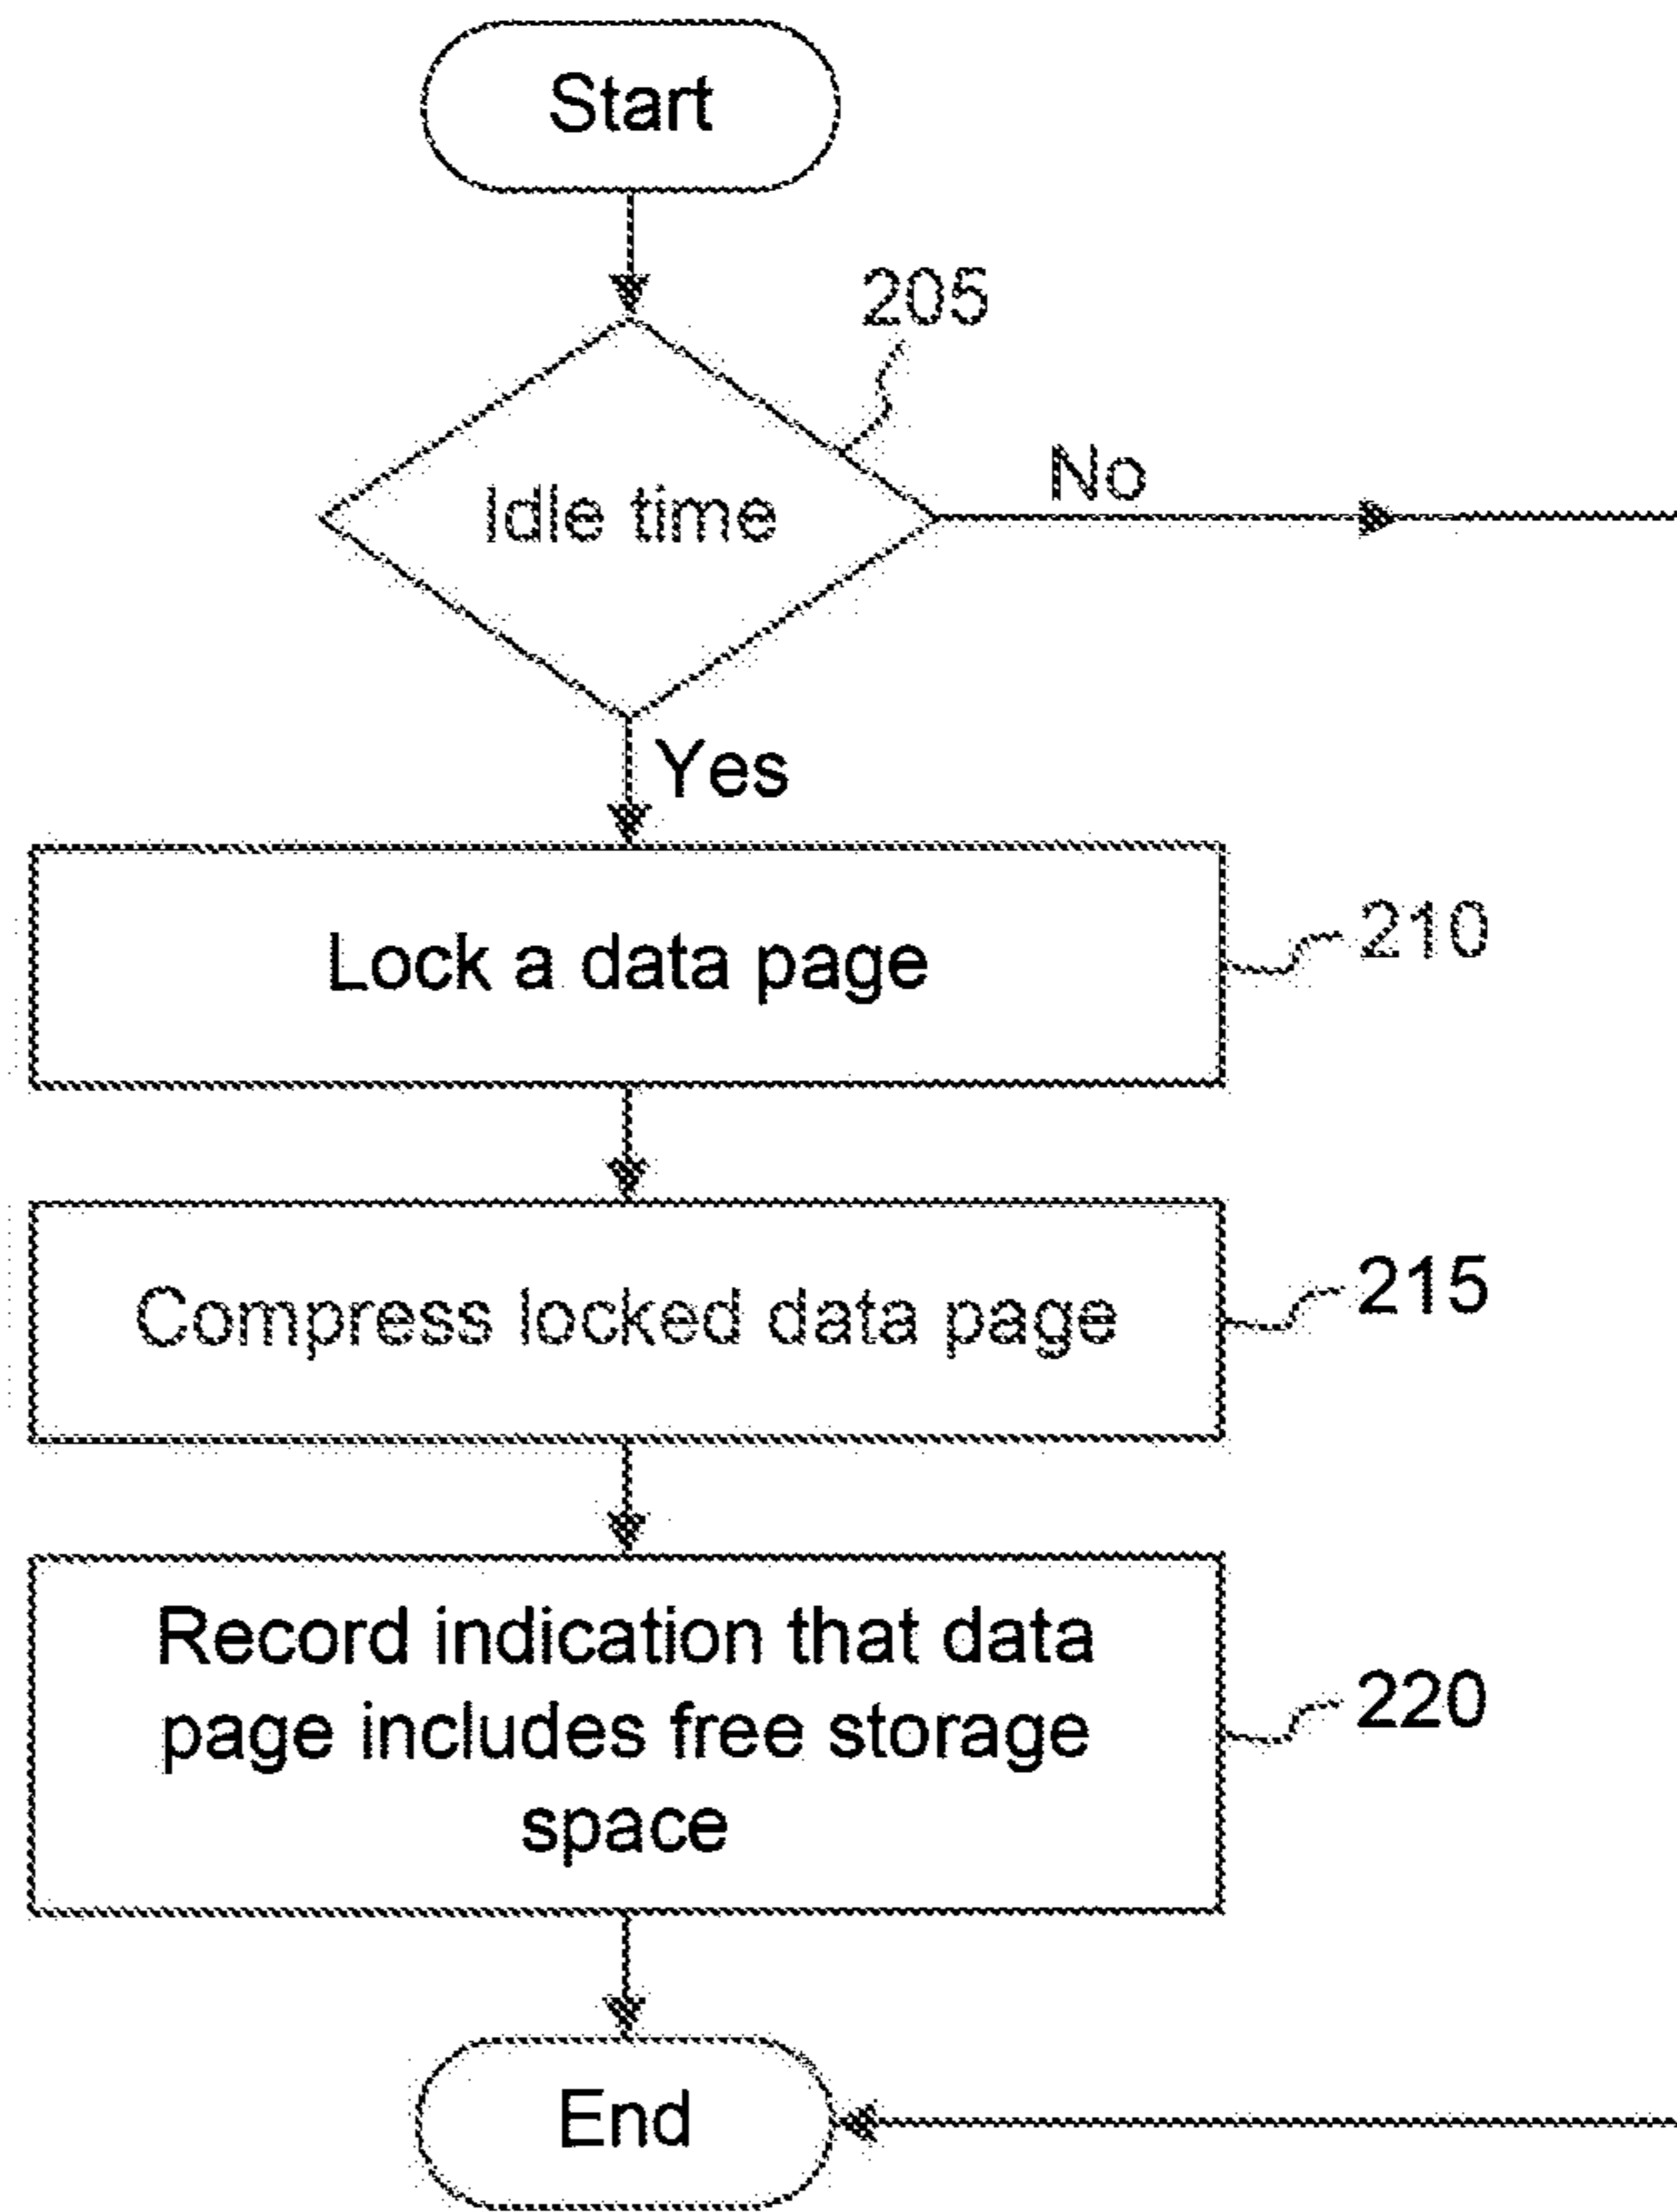 Start
205
Idle time
No
Yes
Lock a data page
210
Compress locked data page
215
Record indication that data
page includes free storage
space
220
End